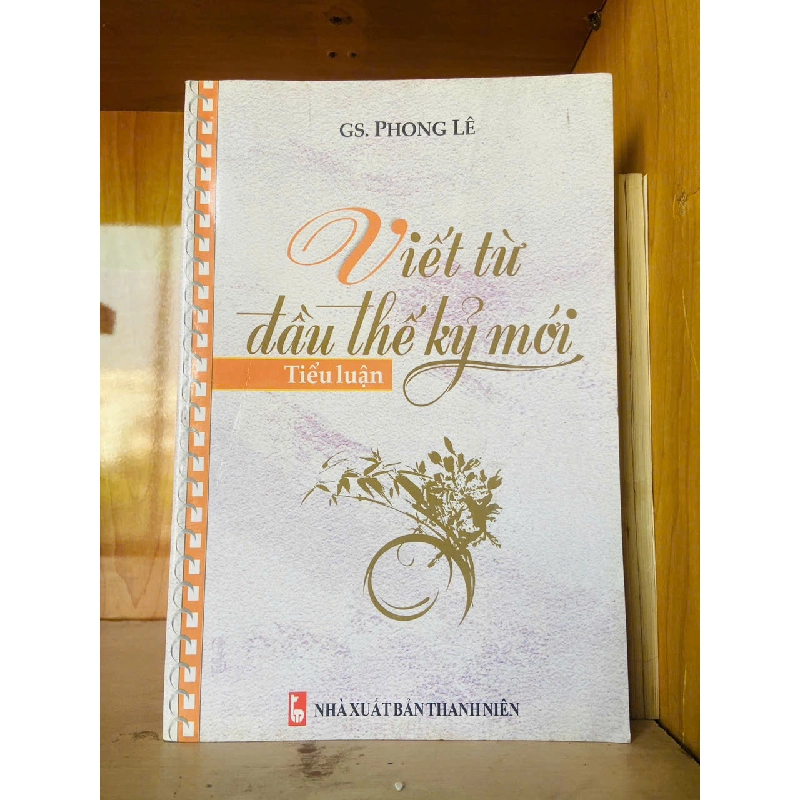 GS. PHONG LÊ
Viết từ
đầu thế kỷ mới
Tiểu luận
NHÀ XUẤT BẢN THANH NIÊN